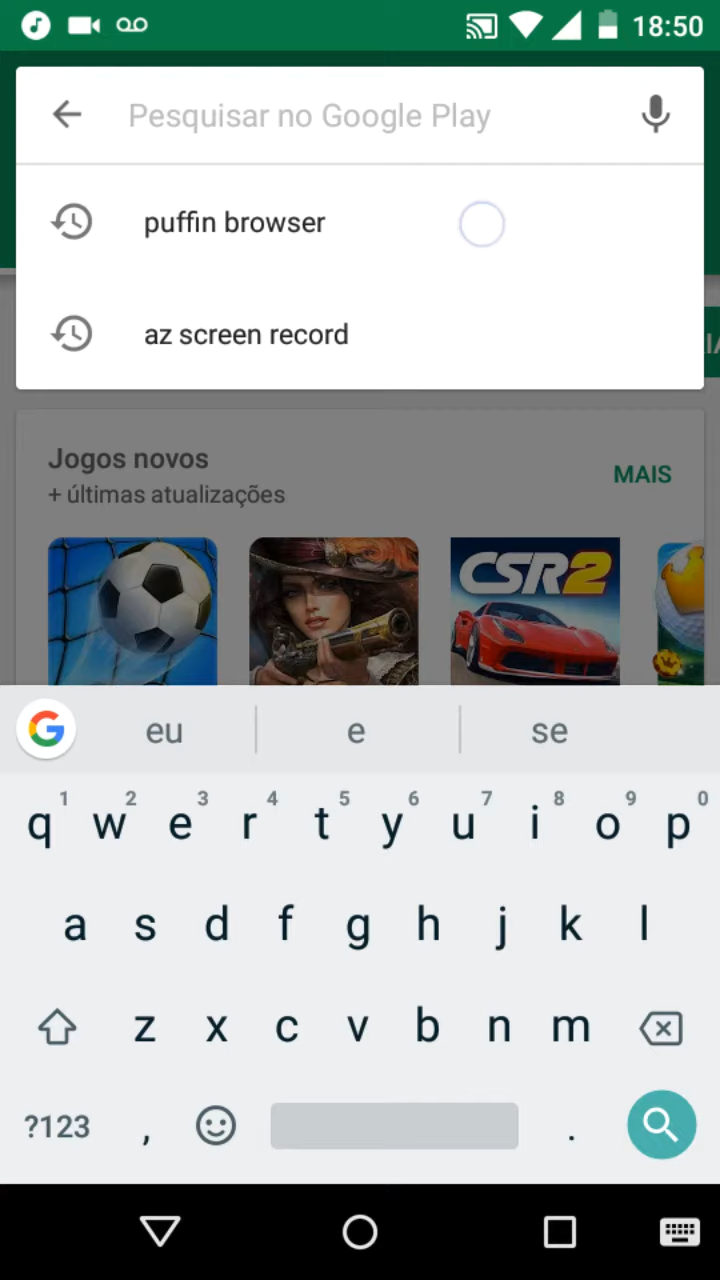 18:50
Pesquisar no Google Play
puffin browser
az screen record
Jogos novos
MAIS
+ últimas atualizações
CSR2
eu e se
1 2 3 4 5 6 7 8 9 0
q w e r t y u i o p
a s d f g h j k l
z x c v b n m
?123 , .